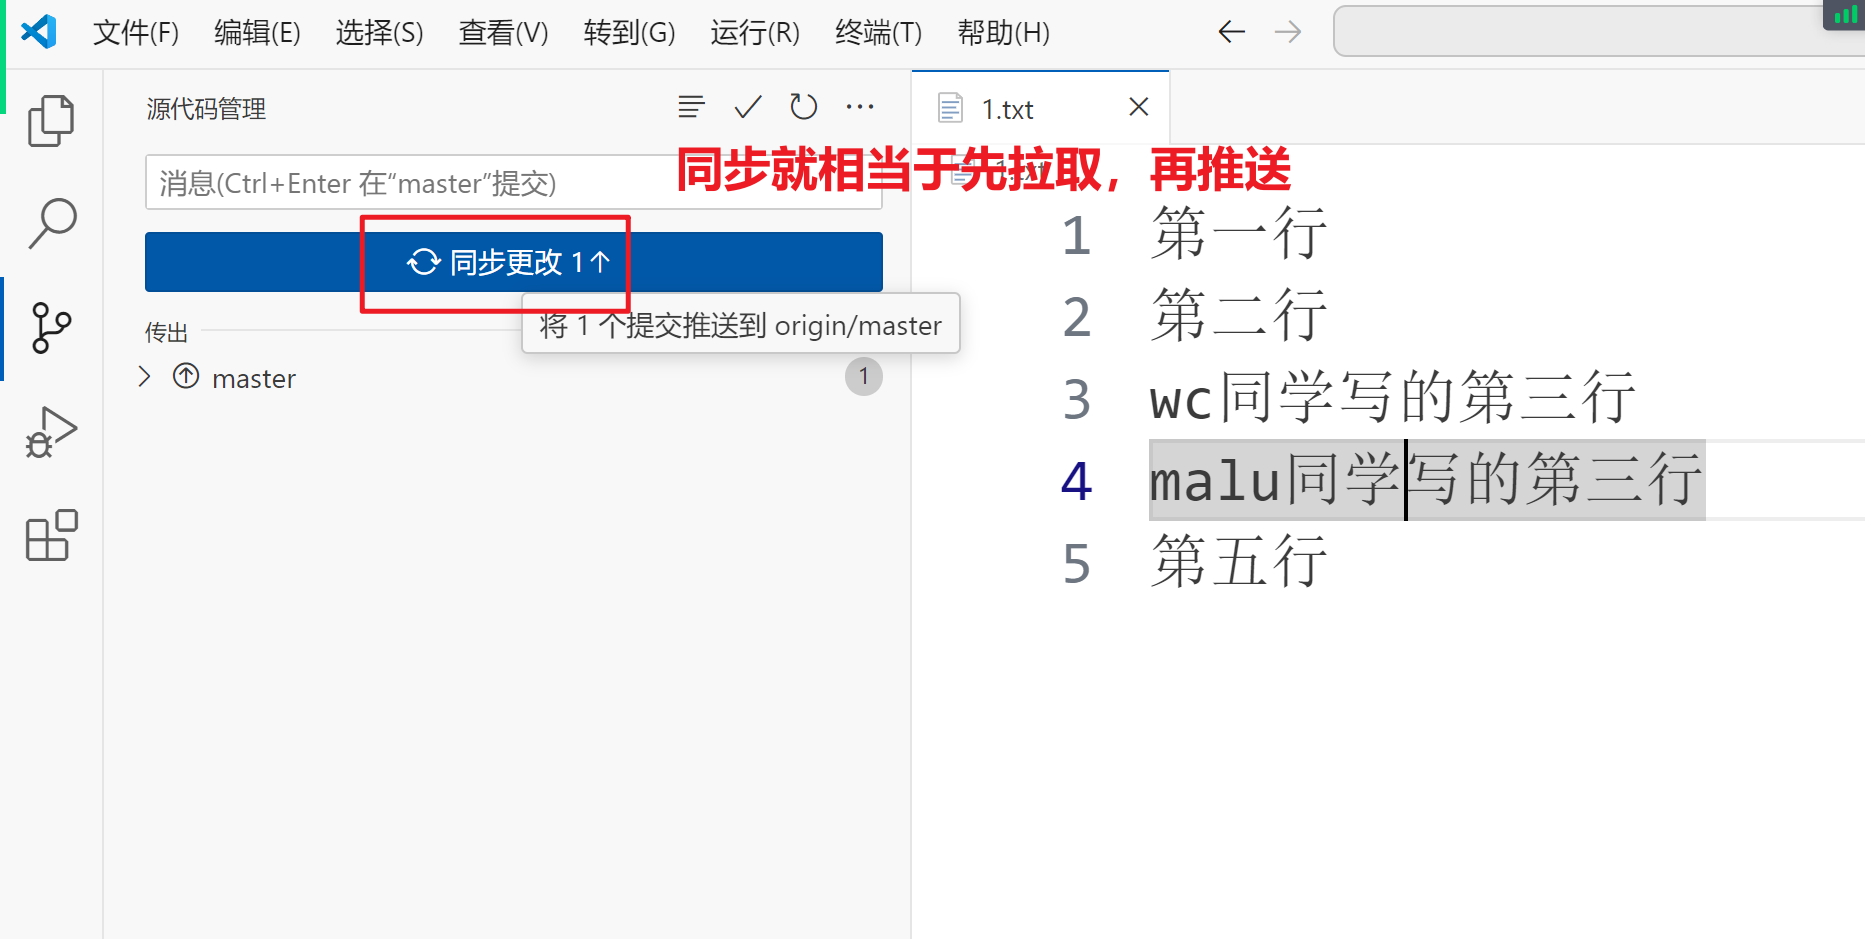 文件(F) 编辑(E) 选择(S) 查看(V) 转到(G) 运行(R) 终端(T) 帮助(H)
源代码管理
1.txt
消息(Ctrl+Enter 在“master”提交)
同步就相当于先拉取，再推送
1.txt
同步更改 1↑
将 1 个提交推送到 origin/master
传出
master 1
1 第一行
2 第二行
3 wc同学写的第三行
4 malu同学写的第三行
5 第五行